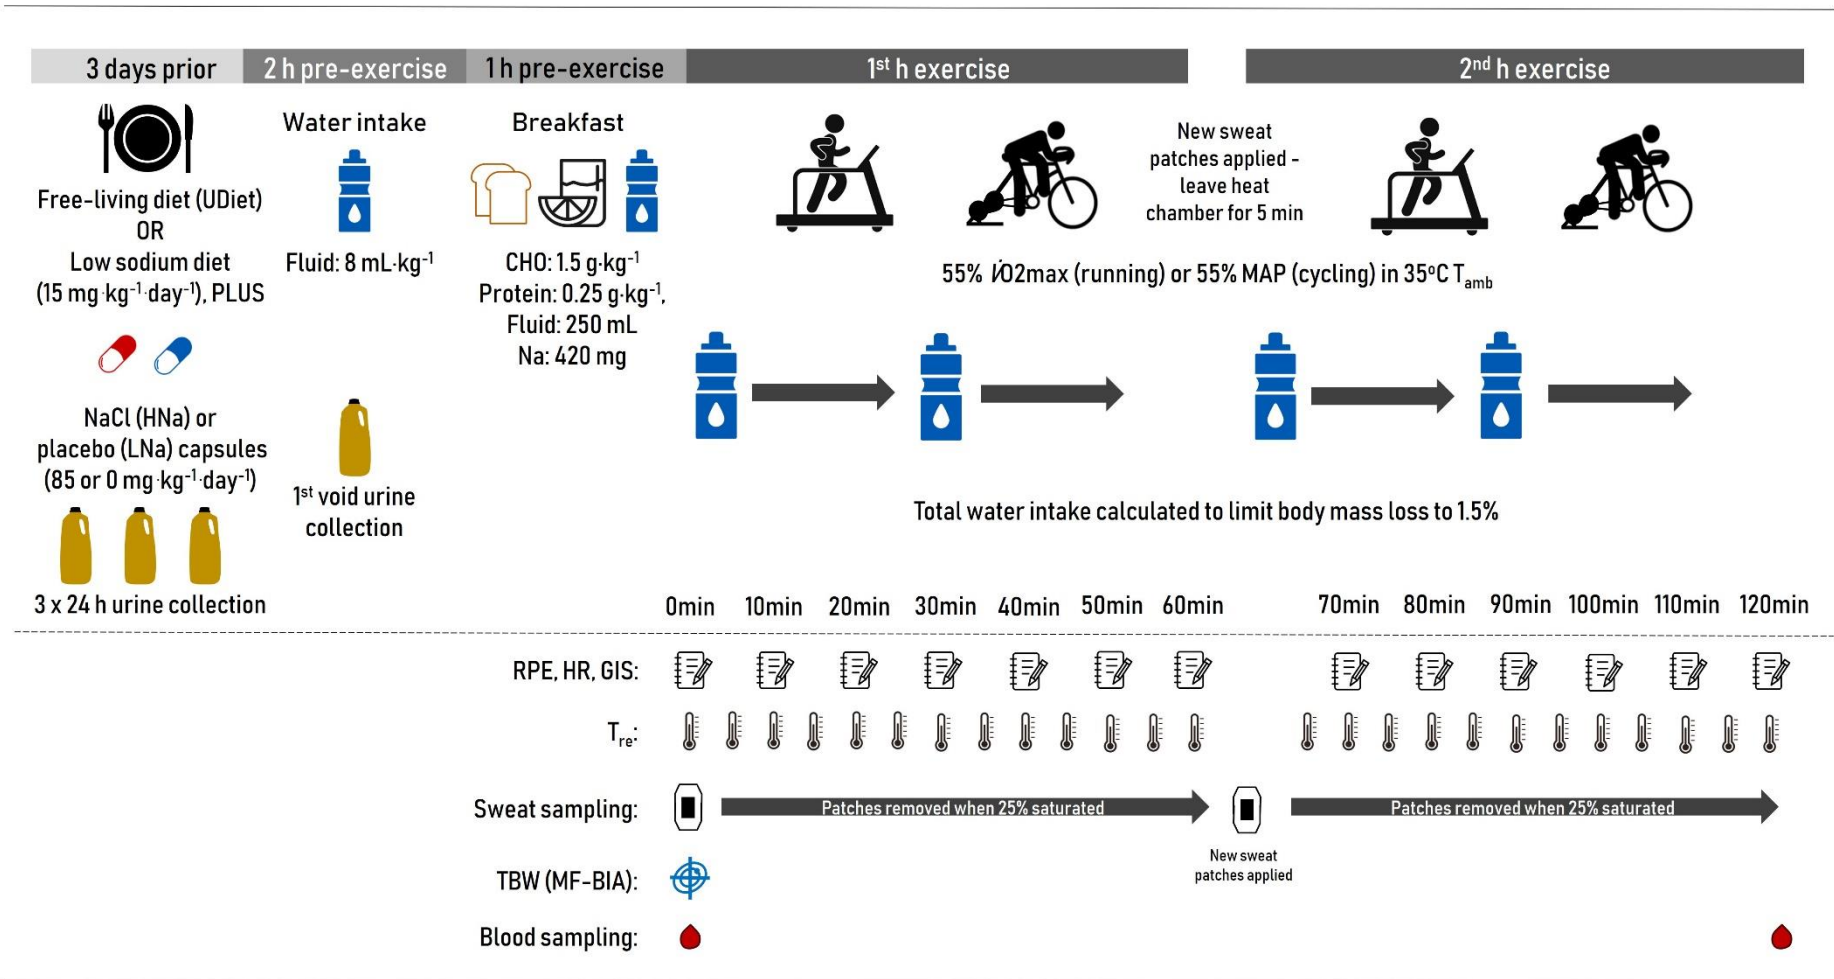 3 days prior
2 h pre-exercise
1 h pre-exercise
1st h exercise
2nd h exercise
Free-living diet (UDiet)
OR
Low sodium diet
(15 mg·kg-1·day-1), PLUS
NaCl (HNa) or
placebo (LNa) capsules
(85 or 0 mg·kg-1·day-1)
3 x 24 h urine collection
Water intake
Fluid: 8 mL·kg-1
1st void urine
collection
Breakfast
CHO: 1.5 g·kg-1
Protein: 0.25 g·kg-1,
Fluid: 250 mL
Na: 420 mg
New sweat
patches applied -
leave heat
chamber for 5 min
55% V̇O2max (running) or 55% MAP (cycling) in 35ºC Tamb
Total water intake calculated to limit body mass loss to 1.5%
0min 10min 20min 30min 40min 50min 60min 70min 80min 90min 100min 110min 120min
RPE, HR, GIS:
Tre:
Sweat sampling:
Patches removed when 25% saturated
Patches removed when 25% saturated
New sweat
patches applied
TBW (MF-BIA):
Blood sampling: